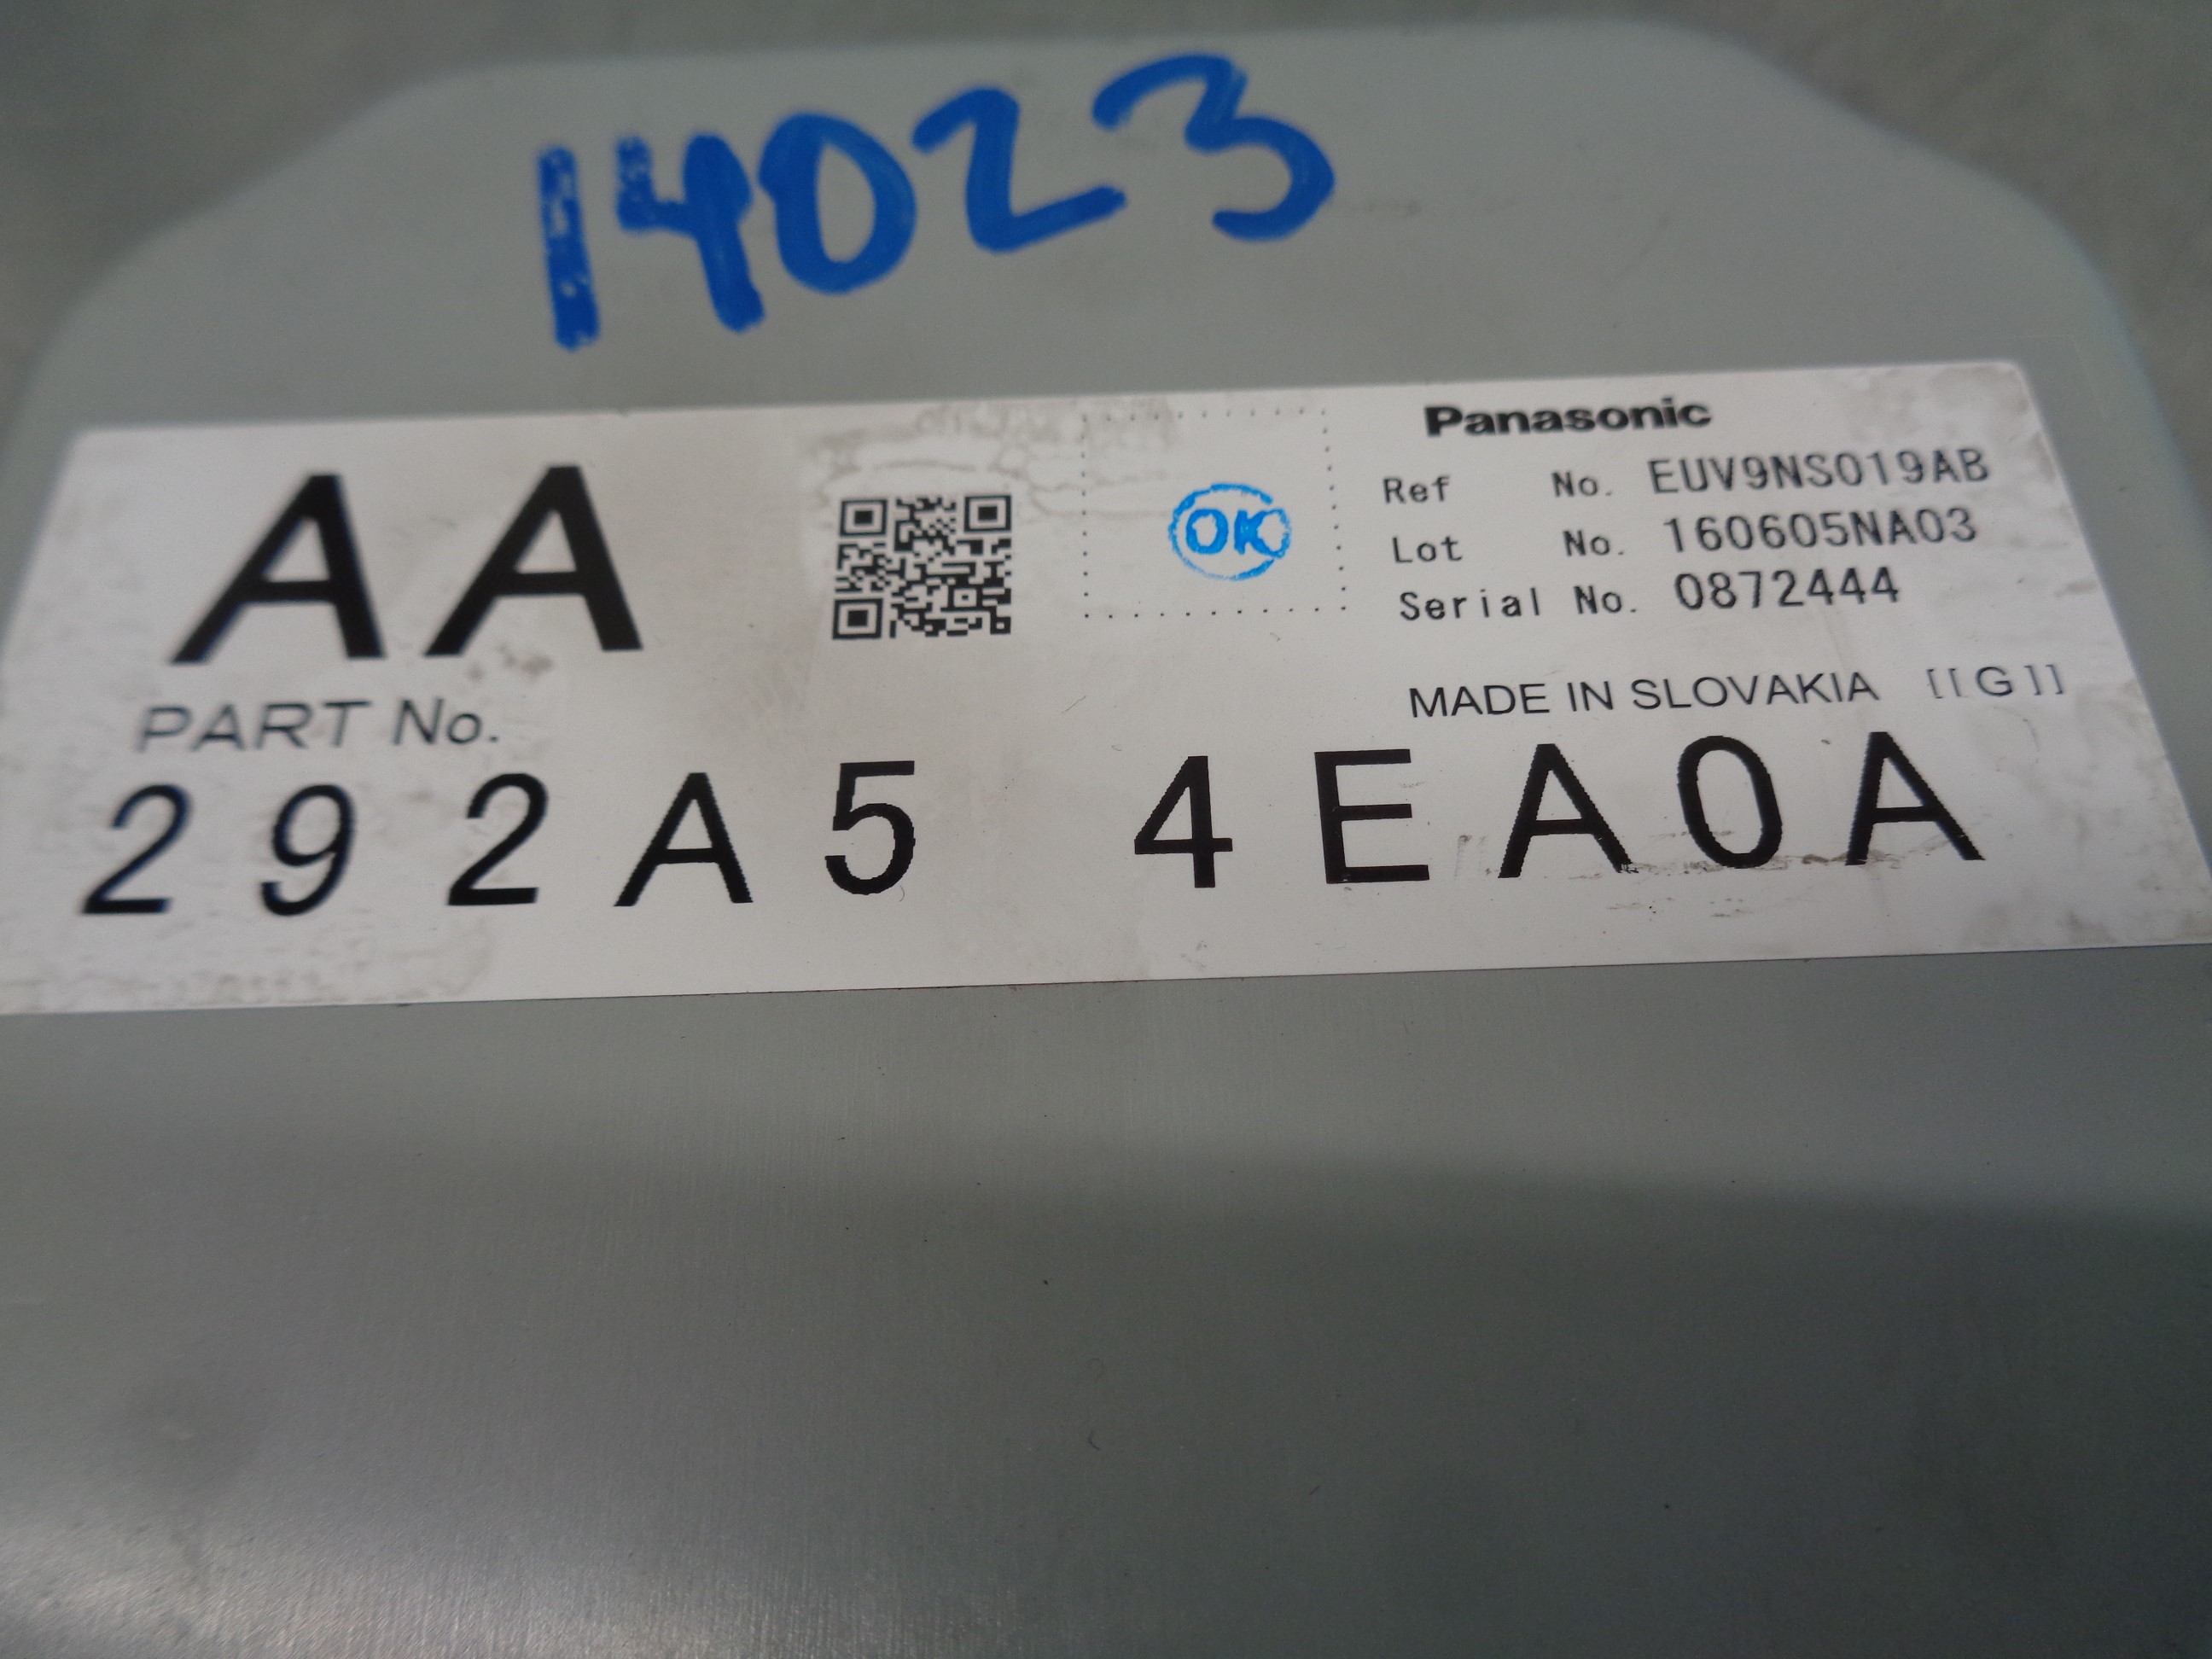 14023
AA
OK
Panasonic
Ref No. EUV9NS019AB
Lot No. 160605NA03
Serial No. 0872444
MADE IN SLOVAKIA [[G]]
PART No.
292A5 4EA0A